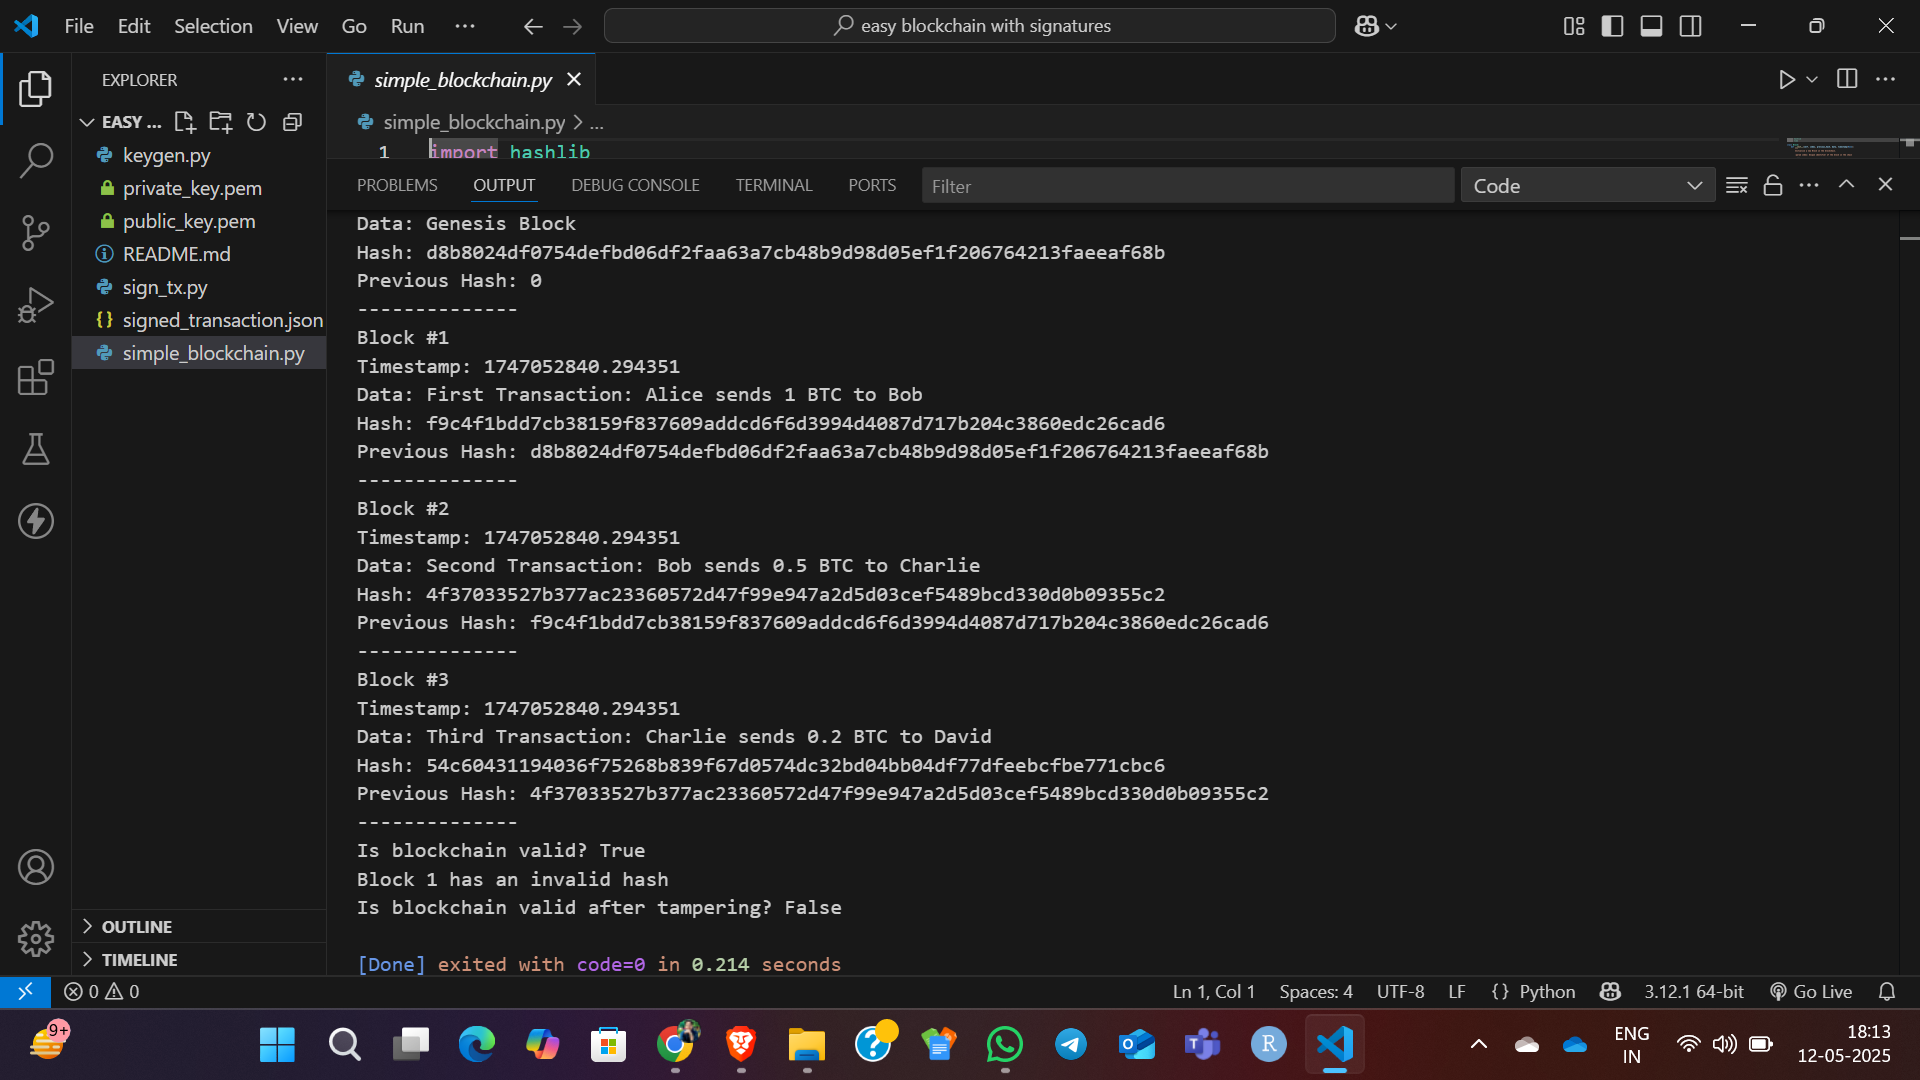 File Edit Selection View Go Run ...
easy blockchain with signatures
EXPLORER
simple_blockchain.py
EASY ...
simple_blockchain.py > ...
keygen.py
1 import hashlib
private_key.pem
PROBLEMS OUTPUT DEBUG CONSOLE TERMINAL PORTS Filter Code
public_key.pem
README.md
sign_tx.py
signed_transaction.json
simple_blockchain.py
Data: Genesis Block
Hash: d8b8024df0754defbd06df2faa63a7cb48b9d98d05ef1f206764213faeeaf68b
Previous Hash: 0
--------------
Block #1
Timestamp: 1747052840.294351
Data: First Transaction: Alice sends 1 BTC to Bob
Hash: f9c4f1bdd7cb38159f837609addcd6f6d3994d4087d717b204c3860edc26cad6
Previous Hash: d8b8024df0754defbd06df2faa63a7cb48b9d98d05ef1f206764213faeeaf68b
--------------
Block #2
Timestamp: 1747052840.294351
Data: Second Transaction: Bob sends 0.5 BTC to Charlie
Hash: 4f37033527b377ac23360572d47f99e947a2d5d03cef5489bcd330d0b09355c2
Previous Hash: f9c4f1bdd7cb38159f837609addcd6f6d3994d4087d717b204c3860edc26cad6
--------------
Block #3
Timestamp: 1747052840.294351
Data: Third Transaction: Charlie sends 0.2 BTC to David
Hash: 54c60431194036f75268b839f67d0574dc32bd04bb04df77dfeebcfbe771cbc6
Previous Hash: 4f37033527b377ac23360572d47f99e947a2d5d03cef5489bcd330d0b09355c2
--------------
Is blockchain valid? True
Block 1 has an invalid hash
Is blockchain valid after tampering? False
[Done] exited with code=0 in 0.214 seconds
OUTLINE
TIMELINE
0 0
Ln 1, Col 1 Spaces: 4 UTF-8 LF {} Python 3.12.1 64-bit Go Live
9+
ENG
IN
18:13
12-05-2025